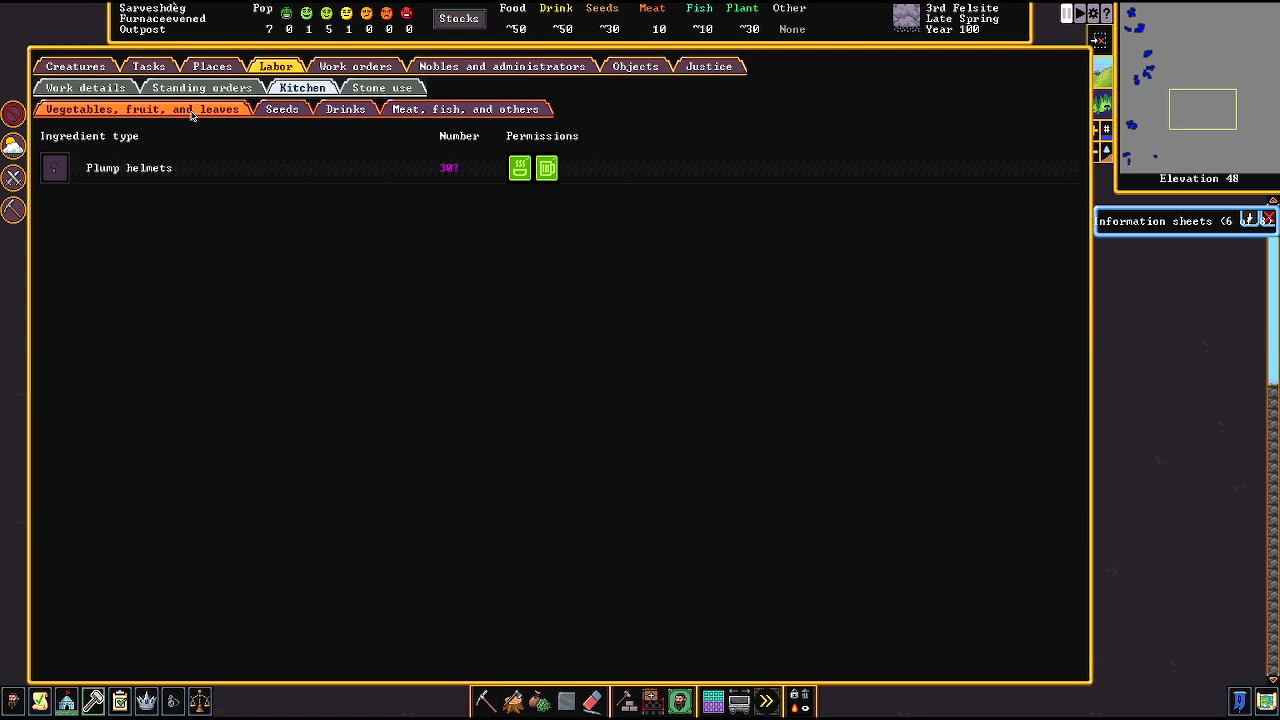 Sarveshdeg Pop Food Drink Seeds Meat Fish Plant Other 3rd Felsite
Furnaceevened Stocks Late Spring
Outpost 7 0 1 5 1 0 0 0 ~50 ~50 ~30 10 ~10 ~30 None Year 100
Creatures Tasks Places Labor Work orders Nobles and administrators Objects Justice
Work details Standing orders Kitchen Stone use
Vegetables, fruit, and leaves Seeds Drinks Meat, fish, and others
Ingredient type Number Permissions
Plump helmets 30?
Elevation 48
nformation sheets (6